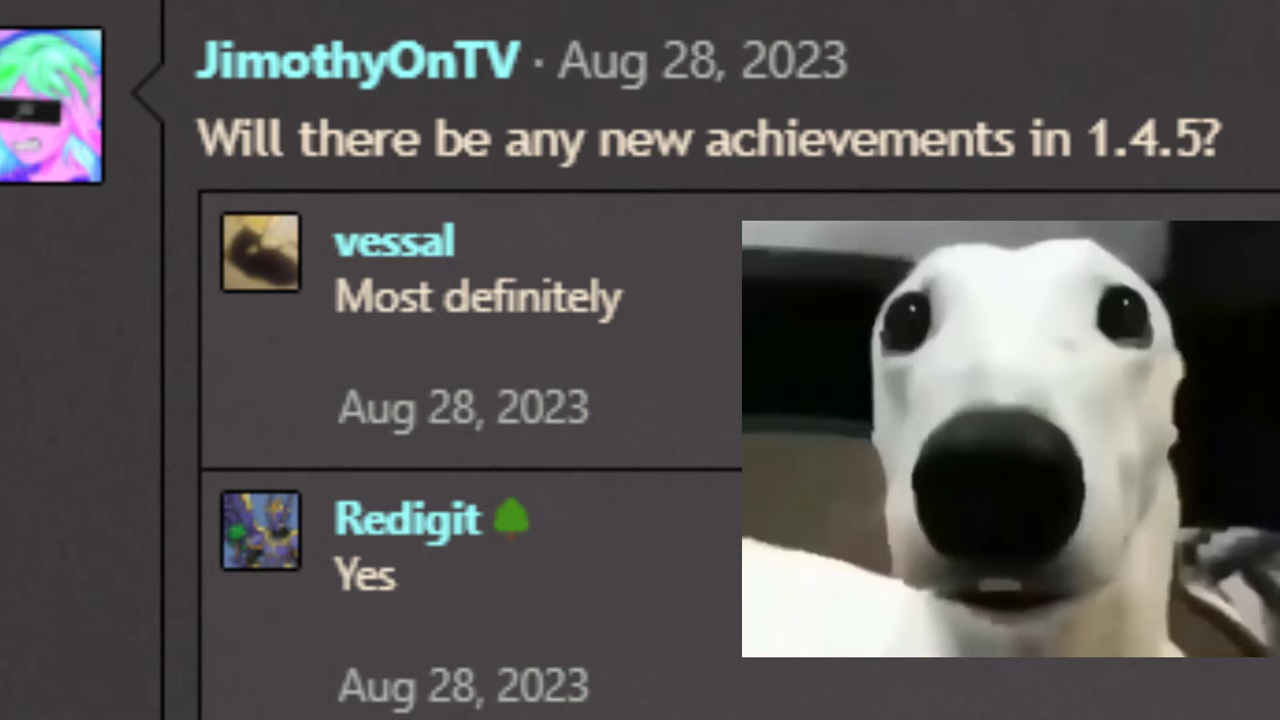 JimothyOnTV · Aug 28, 2023
Will there be any new achievements in 1.4.5?
vessal
Most definitely
Aug 28, 2023
Redigit
Yes
Aug 28, 2023